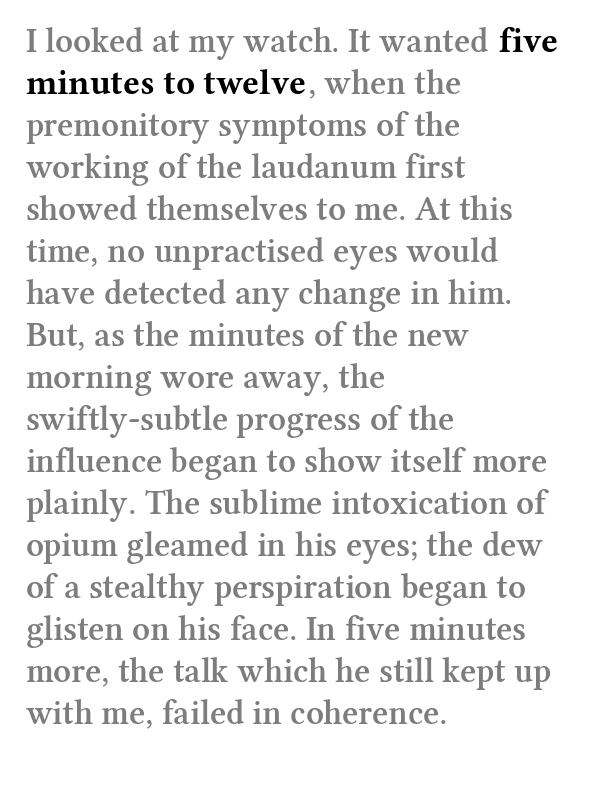 I looked at my watch. It wanted five
minutes to twelve, when the
premonitory symptoms of the
working of the laudanum first
showed themselves to me. At this
time, no unpractised eyes would
have detected any change in him.
But, as the minutes of the new
morning wore away, the
swiftly-subtle progress of the
influence began to show itself more
plainly. The sublime intoxication of
opium gleamed in his eyes; the dew
of a stealthy perspiration began to
glisten on his face. In five minutes
more, the talk which he still kept up
with me, failed in coherence.